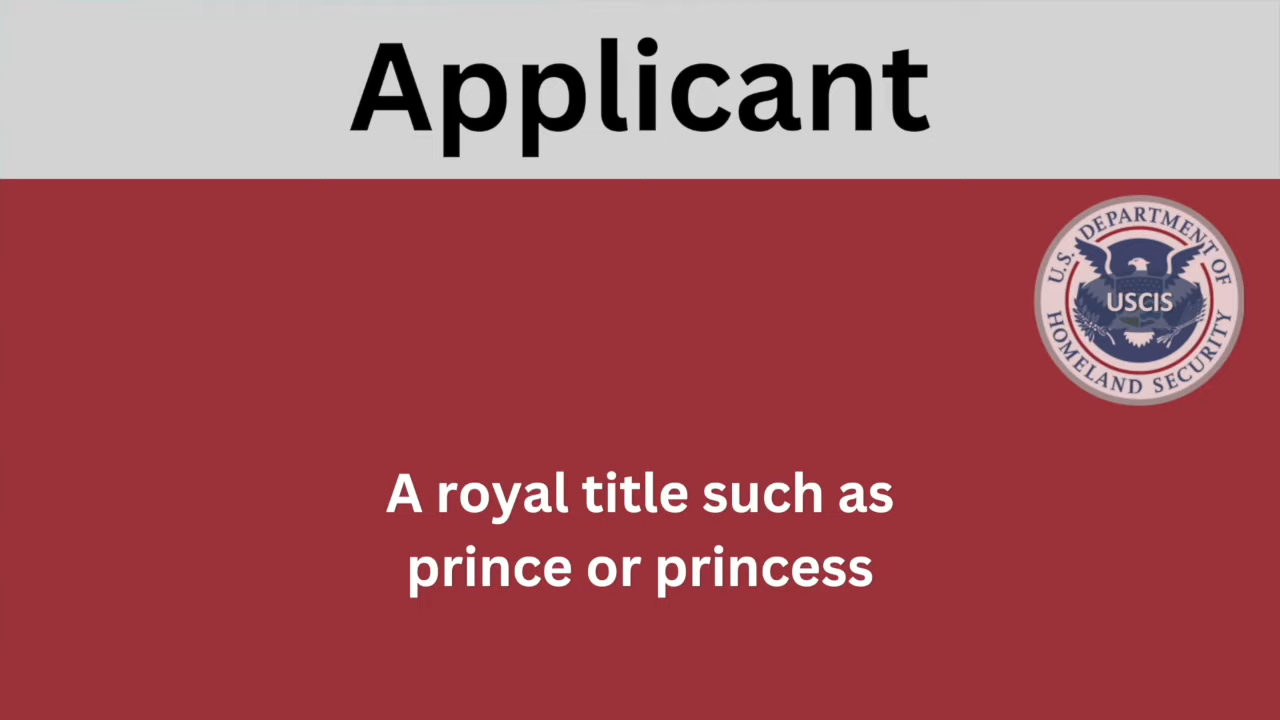 Applicant
U.S. DEPARTMENT OF
HOMELAND SECURITY
USCIS
A royal title such as
prince or princess